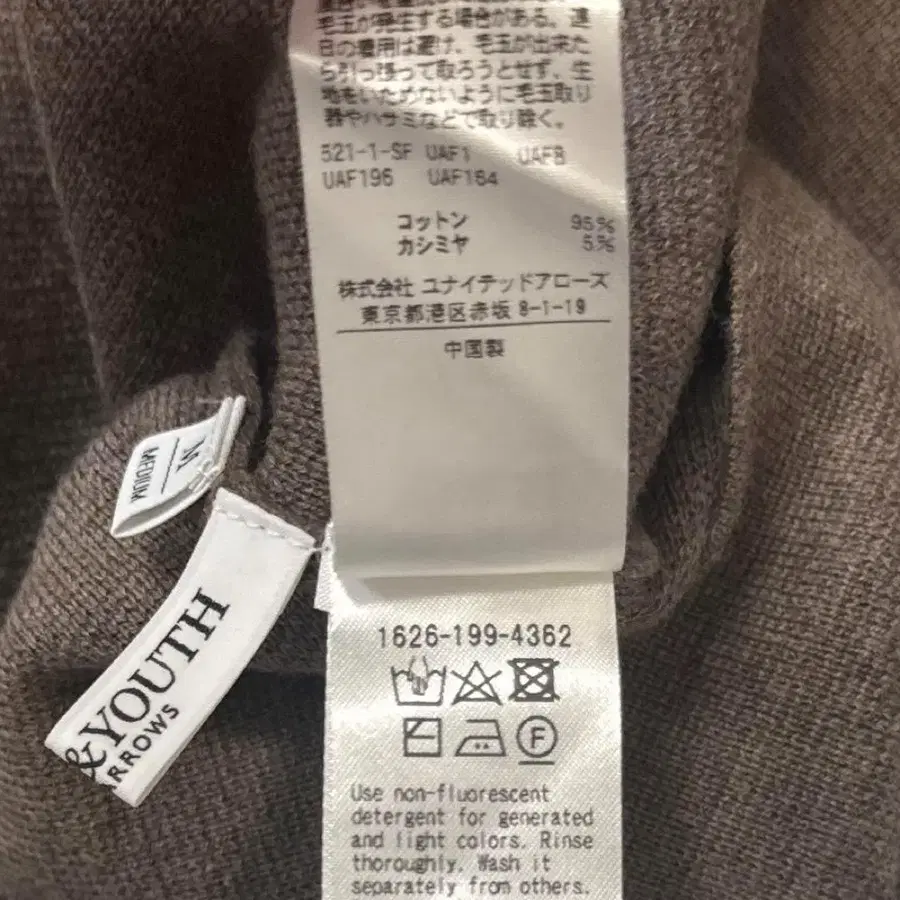 毛玉が発生する場合がある。連
日の着用は避け、毛玉が出来た
ら引っ張って取ろうとせず、生
地をいためないように毛玉取り
器やハサミなどで取り除く。
521-1-SF UAF1 UAF8
UAF196 UAF164
コットン 95%
カシミヤ 5%
株式会社 ユナイテッドアローズ
東京都港区赤坂 8-1-19
中国製
M
MEDIUM
&YOUTH
RROWS
1626-199-4362
F
Use non-fluorescent
detergent for generated
and light colors. Rinse
thoroughly. Wash it
separately from others.